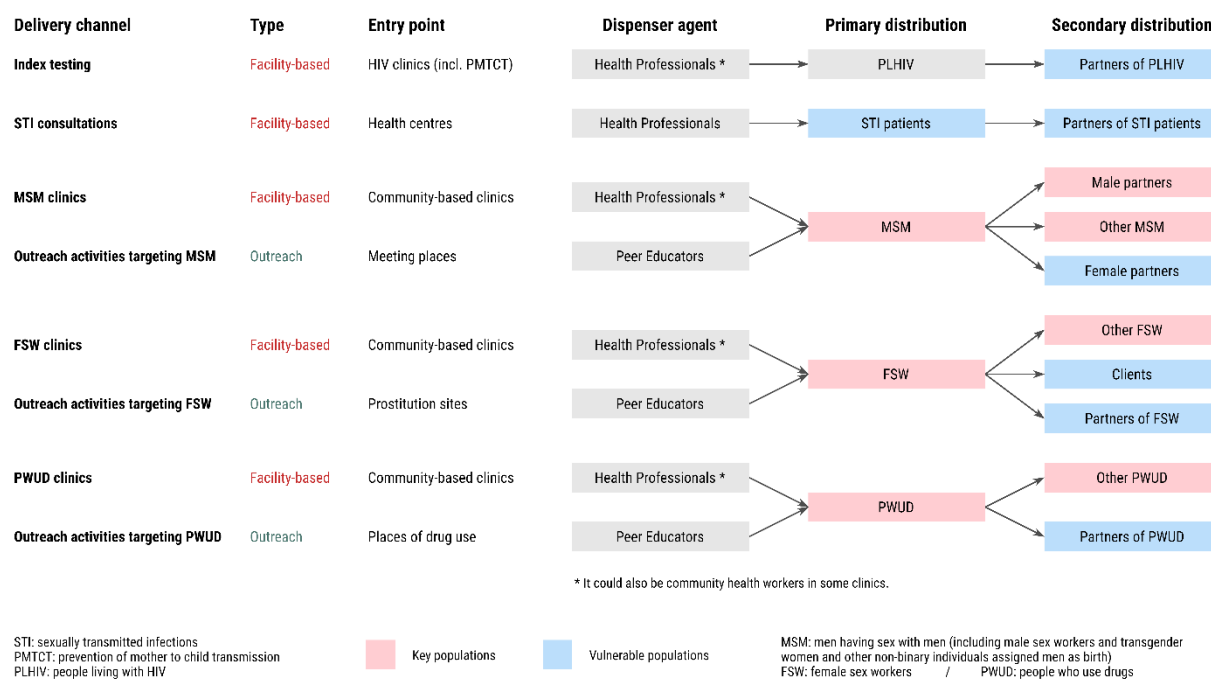 Delivery channel Type Entry point Dispenser agent Primary distribution Secondary distribution
Index testing Facility-based HIV clinics (incl. PMTCT) Health Professionals * PLHIV Partners of PLHIV
STI consultations Facility-based Health centres Health Professionals STI patients Partners of STI patients
Male partners
MSM clinics Facility-based Community-based clinics Health Professionals *
MSM Other MSM
Outreach activities targeting MSM Outreach Meeting places Peer Educators
Female partners
Other FSW
FSW clinics Facility-based Community-based clinics Health Professionals *
FSW Clients
Outreach activities targeting FSW Outreach Prostitution sites Peer Educators
Partners of FSW
PWUD clinics Facility-based Community-based clinics Health Professionals * Other PWUD
PWUD
Outreach activities targeting PWUD Outreach Places of drug use Peer Educators Partners of PWUD
* It could also be community health workers in some clinics.
STI: sexually transmitted infections
PMTCT: prevention of mother to child transmission
PLHIV: people living with HIV
Key populations
Vulnerable populations
MSM: men having sex with men (including male sex workers and transgender
women and other non-binary individuals assigned men as birth)
FSW: female sex workers / PWUD: people who use drugs